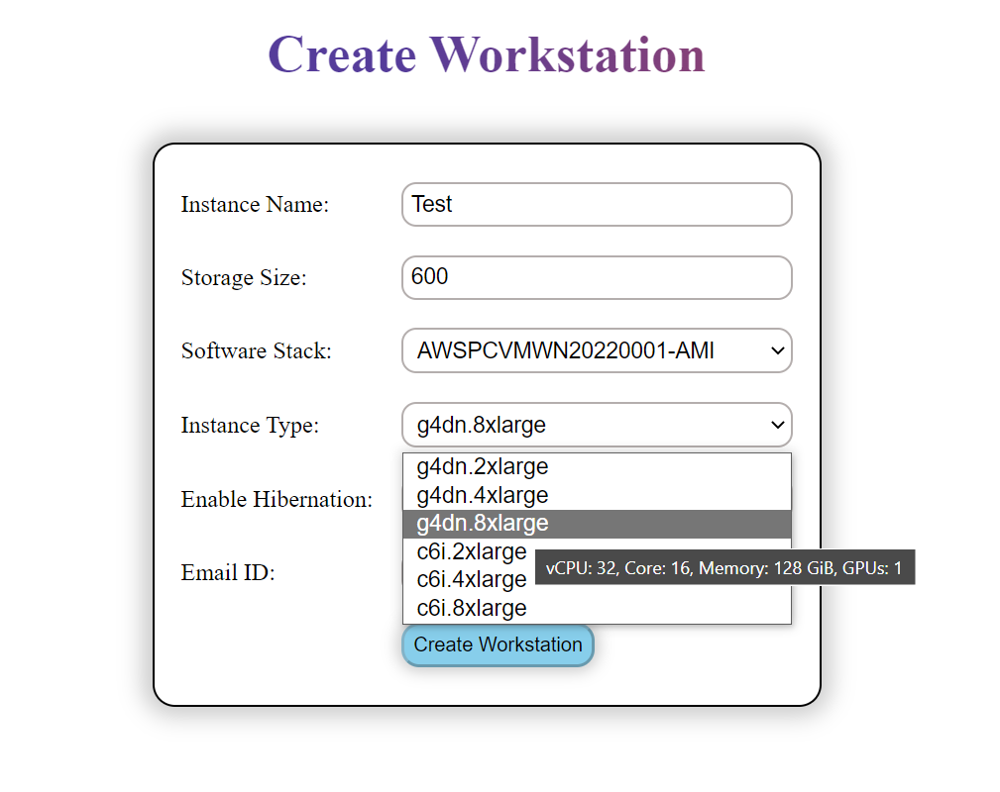 Create Workstation
Instance Name: Test
Storage Size: 600
Software Stack: AWSPCVMWN20220001-AMI
Instance Type: g4dn.8xlarge
g4dn.2xlarge
Enable Hibernation: g4dn.4xlarge
g4dn.8xlarge
c6i.2xlarge
vCPU: 32, Core: 16, Memory: 128 GiB, GPUs: 1
Email ID: c6i.4xlarge
c6i.8xlarge
Create Workstation